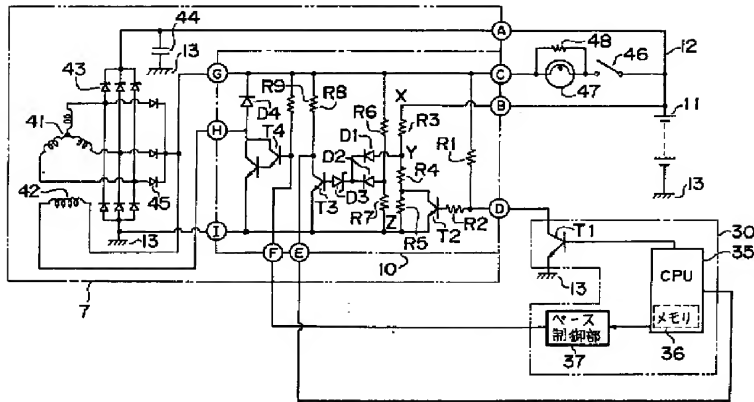 44
13
A
12
48
46
43
G
C
47
R9
R8
X
B
11
H
D4
R6
R3
41
T4
D1
Y
R1
D2
R4
42
45
D3
T3
R7
Z
R5
T2
R2
D
13
13
I
T1
30
35
F
E
10
13
CPU
メモリ
36
7
ベース
制御部
37